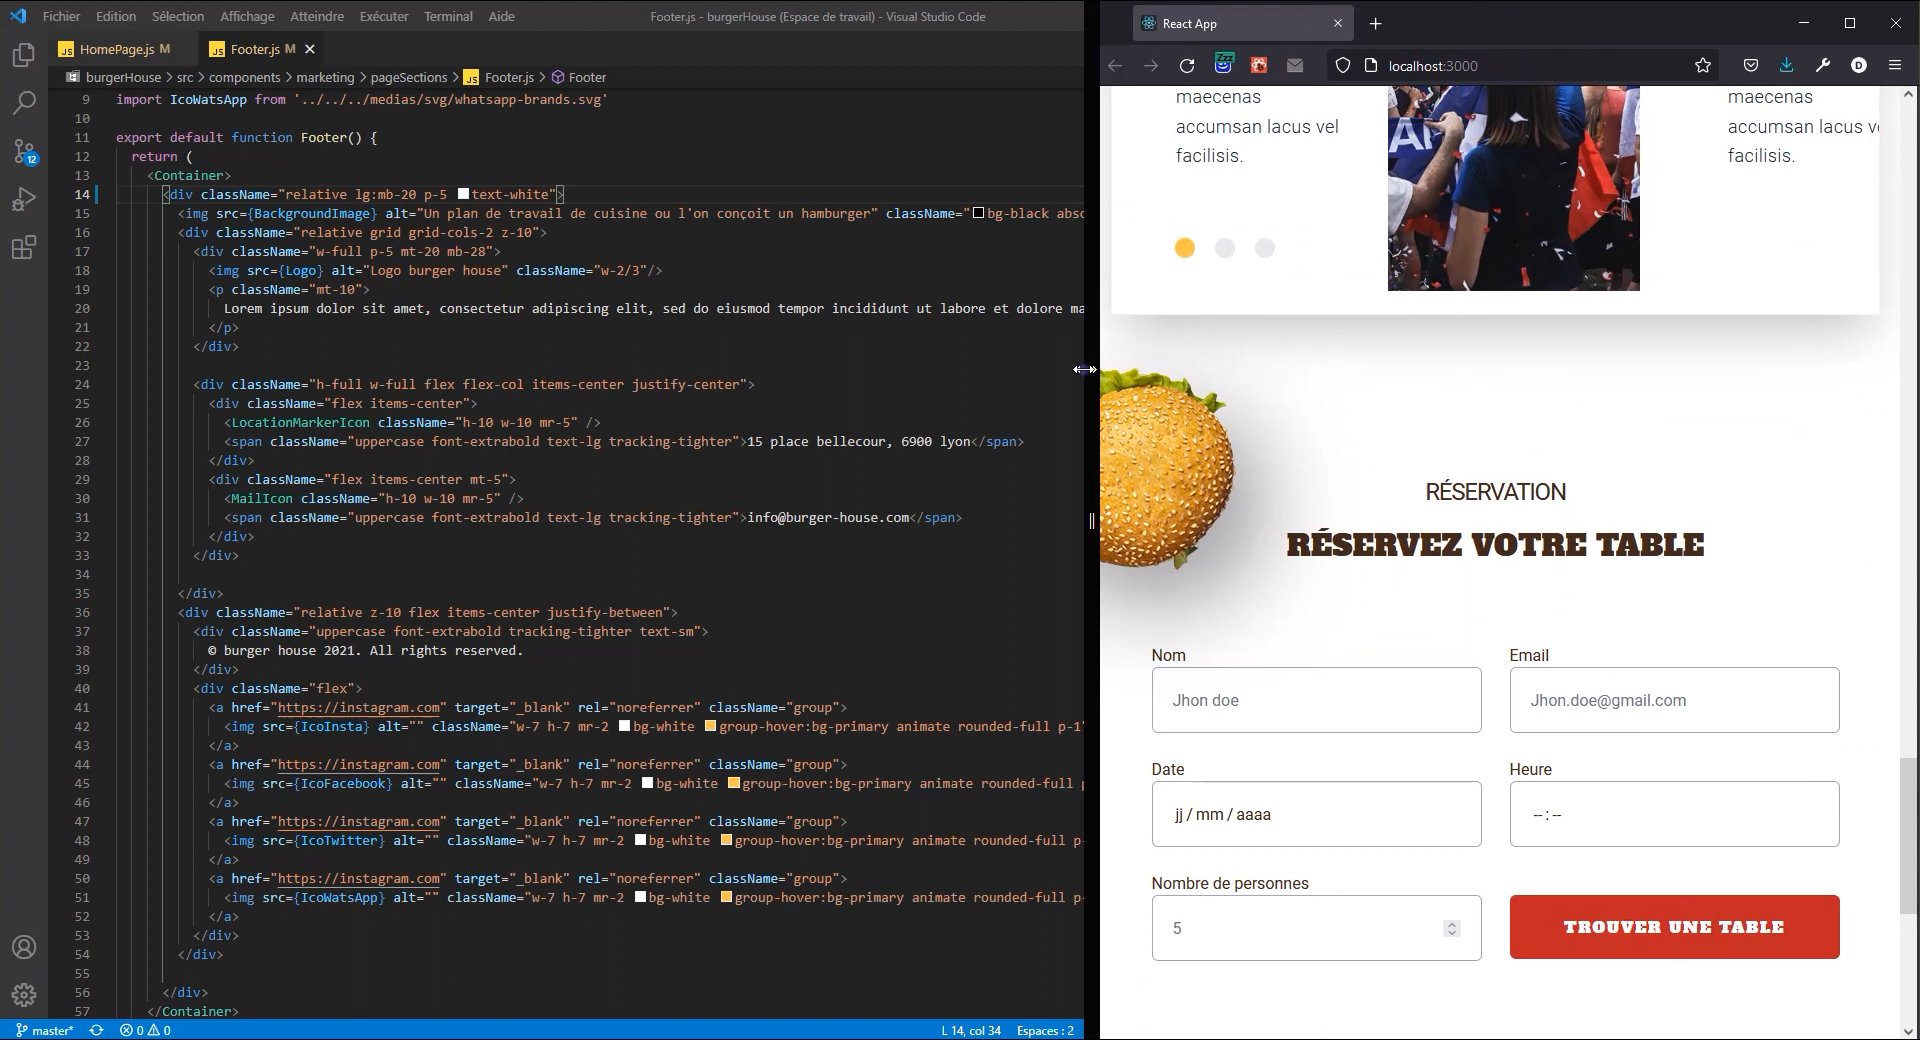 Fichier Edition Sélection Affichage Atteindre Exécuter Terminal Aide Footer.js - burgerHouse (Espace de travail) - Visual Studio Code
JS HomePage.js M JS Footer.js M
burgerHouse > src > components > marketing > pageSections > JS Footer.js > Footer
9 import IcoWatsApp from '../../../medias/svg/whatsapp-brands.svg'
10
11 export default function Footer() {
12 return (
13 <Container>
14 <div className="relative lg:mb-20 p-5 text-white">
15 <img src={BackgroundImage} alt="Un plan de travail de cuisine ou l'on conçoit un hamburger" className="bg-black abso
16 <div className="relative grid grid-cols-2 z-10">
17 <div className="w-full p-5 mt-20 mb-28">
18 <img src={Logo} alt="Logo burger house" className="w-2/3"/>
19 <p className="mt-10">
20 Lorem ipsum dolor sit amet, consectetur adipiscing elit, sed do eiusmod tempor incididunt ut labore et dolore ma
21 </p>
22 </div>
23
24 <div className="h-full w-full flex flex-col items-center justify-center">
25 <div className="flex items-center">
26 <LocationMarkerIcon className="h-10 w-10 mr-5" />
27 <span className="uppercase font-extrabold text-lg tracking-tighter">15 place bellecour, 6900 lyon</span>
28 </div>
29 <div className="flex items-center mt-5">
30 <MailIcon className="h-10 w-10 mr-5" />
31 <span className="uppercase font-extrabold text-lg tracking-tighter">info@burger-house.com</span>
32 </div>
33 </div>
34
35 </div>
36 <div className="relative z-10 flex items-center justify-between">
37 <div className="uppercase font-extrabold tracking-tighter text-sm">
38 © burger house 2021. All rights reserved.
39 </div>
40 <div className="flex">
41 <a href="https://instagram.com" target="_blank" rel="noreferrer" className="group">
42 <img src={IcoInsta} alt="" className="w-7 h-7 mr-2 bg-white group-hover:bg-primary animate rounded-full p-1"
43 </a>
44 <a href="https://instagram.com" target="_blank" rel="noreferrer" className="group">
45 <img src={IcoFacebook} alt="" className="w-7 h-7 mr-2 bg-white group-hover:bg-primary animate rounded-full p
46 </a>
47 <a href="https://instagram.com" target="_blank" rel="noreferrer" className="group">
48 <img src={IcoTwitter} alt="" className="w-7 h-7 mr-2 bg-white group-hover:bg-primary animate rounded-full p-
49 </a>
50 <a href="https://instagram.com" target="_blank" rel="noreferrer" className="group">
51 <img src={IcoWatsApp} alt="" className="w-7 h-7 mr-2 bg-white group-hover:bg-primary animate rounded-full p-
52 </a>
53 </div>
54 </div>
55
56 </div>
57 </Container>
12
master* 0 0 L 14, col 34 Espaces : 2
React App
zzz D
localhost:3000
maecenas
accumsan lacus vel
facilisis.
maecenas
accumsan lacus ve
facilisis.
RÉSERVATION
RÉSERVEZ VOTRE TABLE
Nom
Jhon doe
Email
Jhon.doe@gmail.com
Date
jj / mm / aaaa
Heure
-- : --
Nombre de personnes
5
TROUVER UNE TABLE